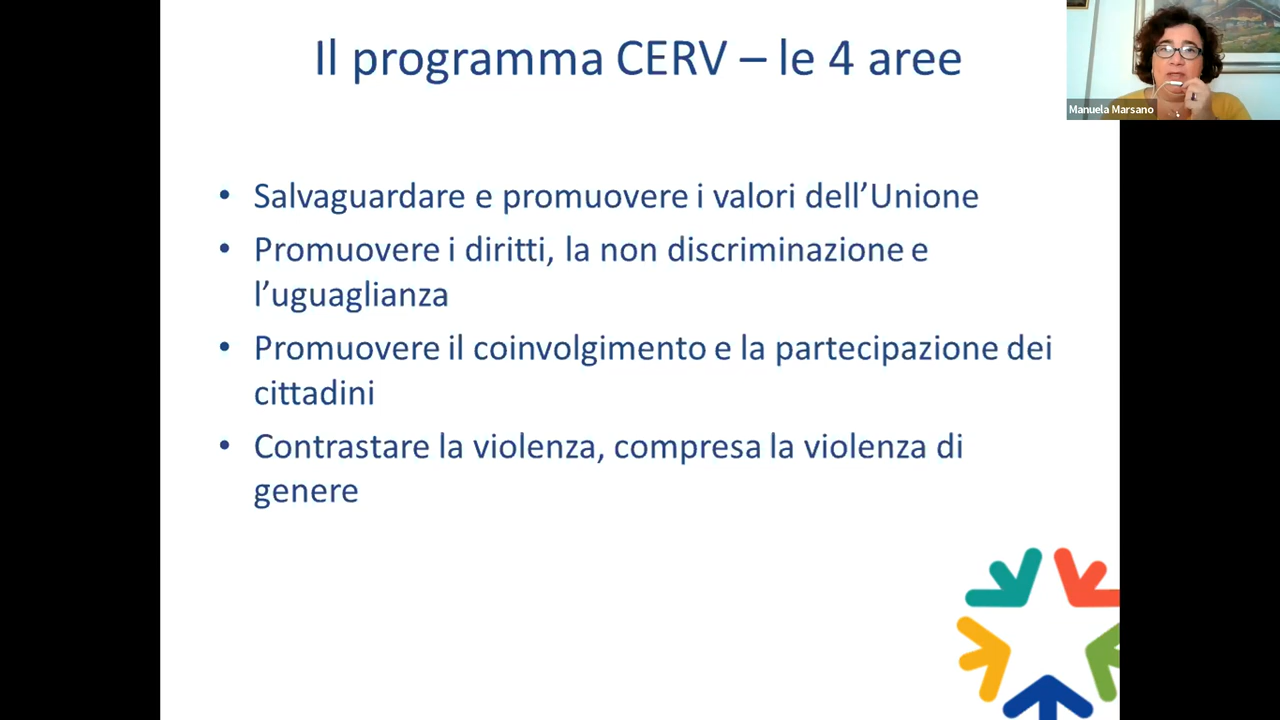 Il programma CERV – le 4 aree
Manuela Marsano
• Salvaguardare e promuovere i valori dell’Unione
• Promuovere i diritti, la non discriminazione e
l’uguaglianza
• Promuovere il coinvolgimento e la partecipazione dei
cittadini
• Contrastare la violenza, compresa la violenza di
genere